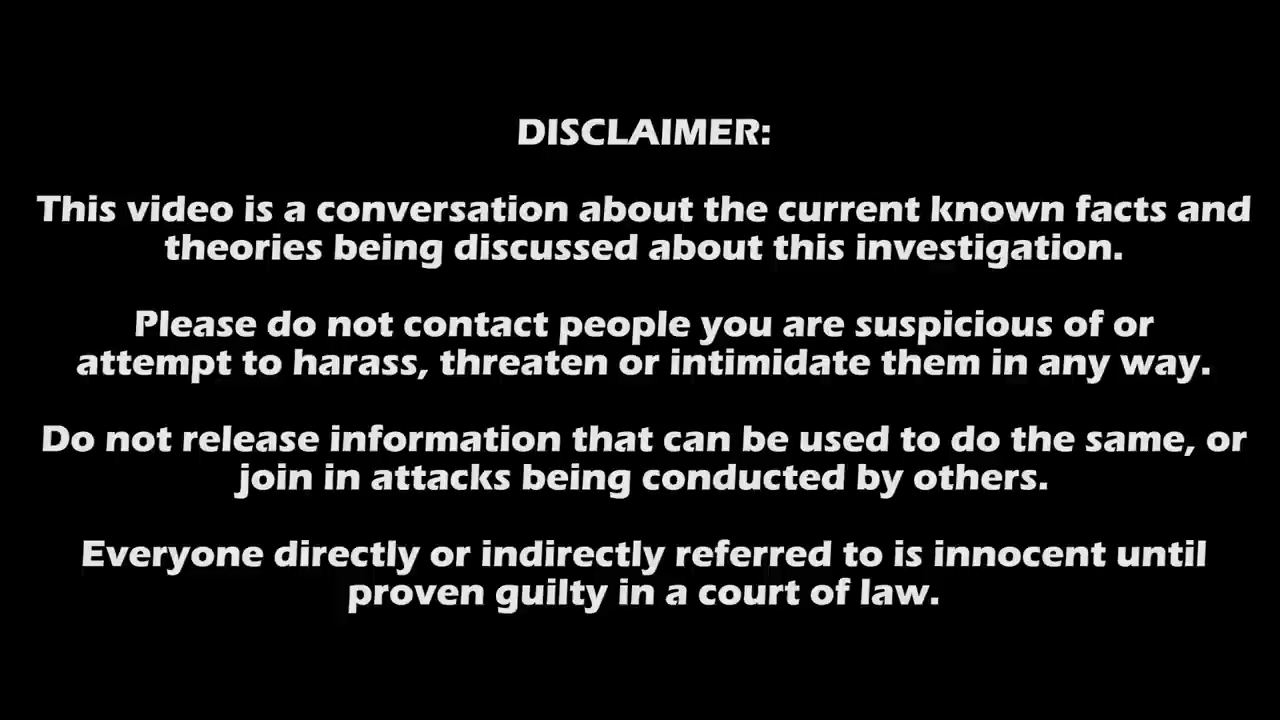 DISCLAIMER:
This video is a conversation about the current known facts and
theories being discussed about this investigation.
Please do not contact people you are suspicious of or
attempt to harass, threaten or intimidate them in any way.
Do not release information that can be used to do the same, or
join in attacks being conducted by others.
Everyone directly or indirectly referred to is innocent until
proven guilty in a court of law.